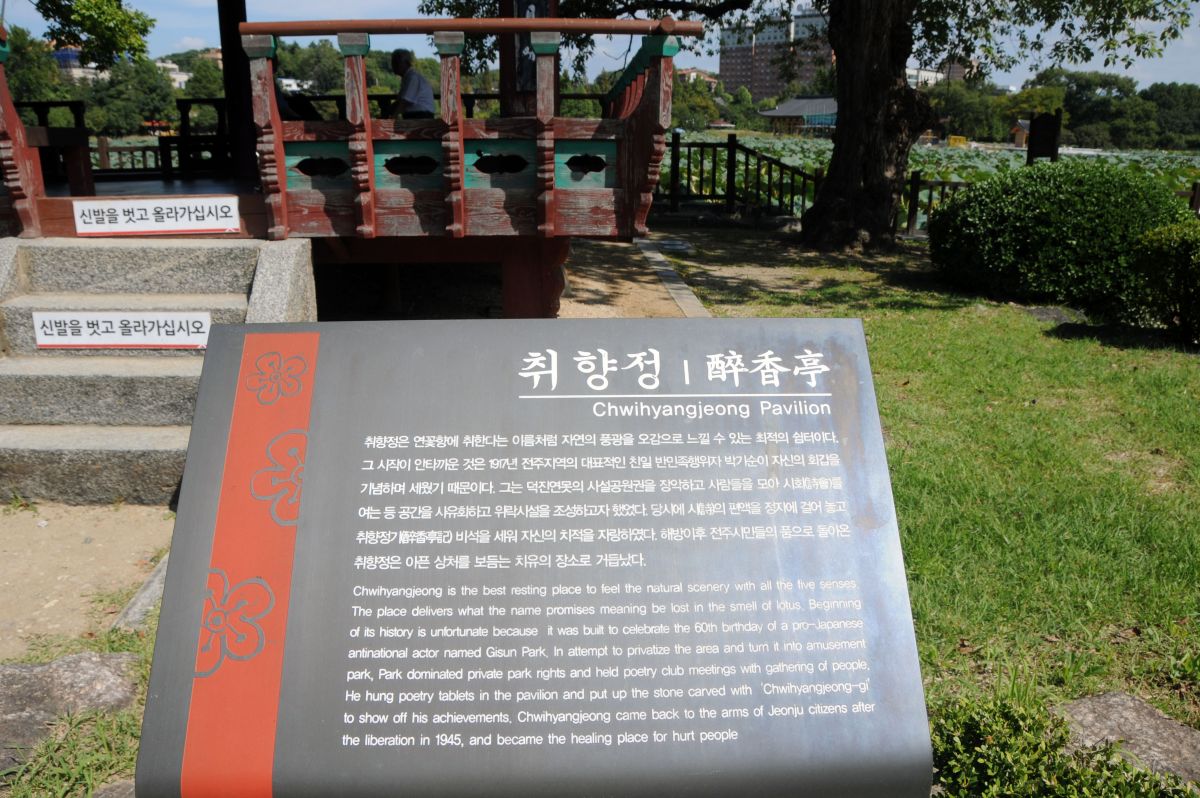 신발을 벗고 올라가십시오
신발을 벗고 올라가십시오
취향정 | 醉香亭
Chwihyangjeong Pavilion
취향정은 연꽃향에 취한다는 이름처럼 자연의 풍광을 오감으로 느낄 수 있는 최적의 쉼터이다.
그 시작이 안타까운 것은 1917년 전주지역의 대표적인 친일 반민족행위자 박기순이 자신의 회갑을
기념하며 세웠기 때문이다. 그는 덕진연못의 사설공원권을 장악하고 사람들을 모아 시회(詩會)를
여는 등 공간을 사유화하고 위락시설을 조성하고자 했었다. 당시에 시(詩)의 편액을 정자에 걸어 놓고
취향정기(醉香亭記) 비석을 세워 자신의 치적을 자랑하였다. 해방이후 전주시민들의 품으로 돌아온
취향정은 아픈 상처를 보듬는 치유의 장소로 거듭났다.
Chwihyangjeong is the best resting place to feel the natural scenery with all the five senses.
The place delivers what the name promises meaning be lost in the smell of lotus. Beginning
of its history is unfortunate because it was built to celebrate the 60th birthday of a pro-Japanese
antinational actor named Gisun Park. In attempt to privatize the area and turn it into amusement
park, Park dominated private park rights and held poetry club meetings with gathering of people.
He hung poetry tablets in the pavilion and put up the stone carved with 'Chwihyangjeong-gi'
to show off his achievements, Chwihyangjeong came back to the arms of Jeonju citizens after
the liberation in 1945, and became the healing place for hurt people